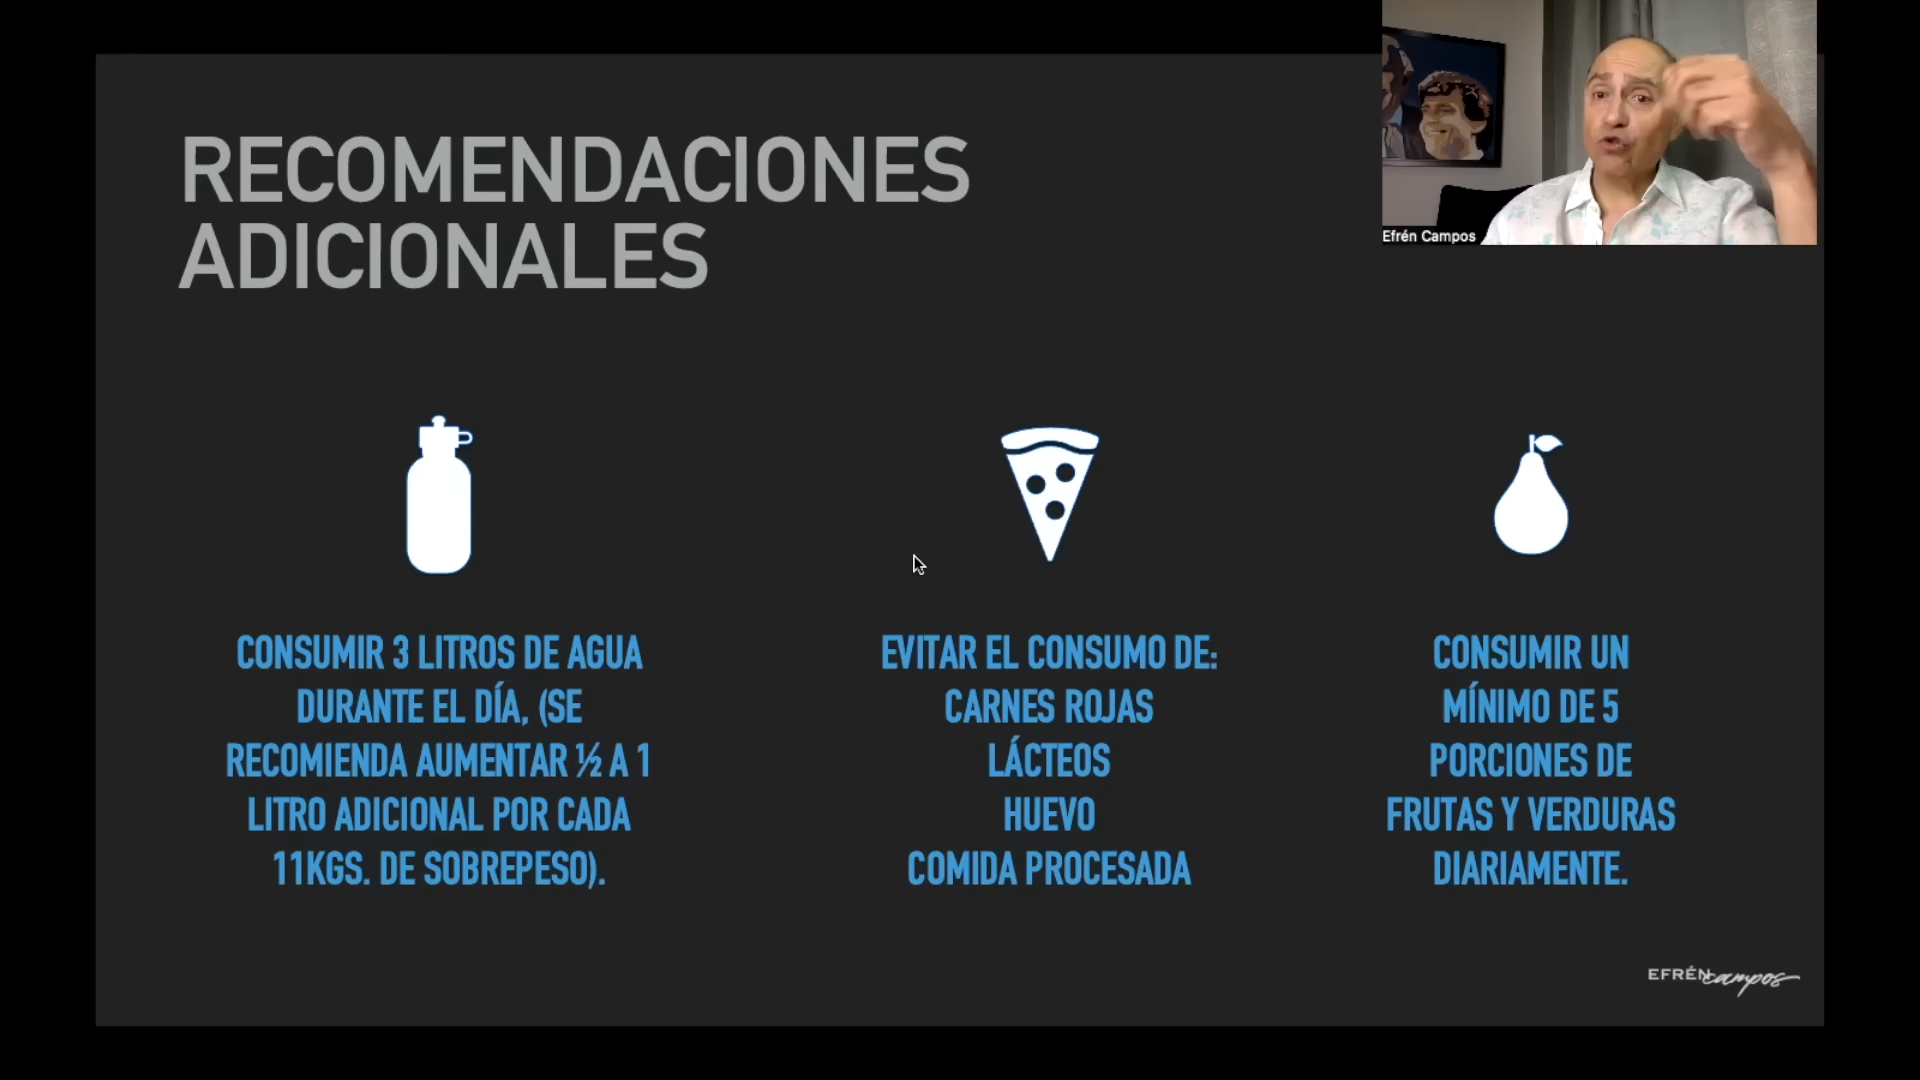 RECOMENDACIONES
ADICIONALES
Efrén Campos
CONSUMIR 3 LITROS DE AGUA
DURANTE EL DÍA, (SE
RECOMIENDA AUMENTAR ½ A 1
LITRO ADICIONAL POR CADA
11KGS. DE SOBREPESO).
EVITAR EL CONSUMO DE:
CARNES ROJAS
LÁCTEOS
HUEVO
COMIDA PROCESADA
CONSUMIR UN
MÍNIMO DE 5
PORCIONES DE
FRUTAS Y VERDURAS
DIARIAMENTE.
EFRÉN campos